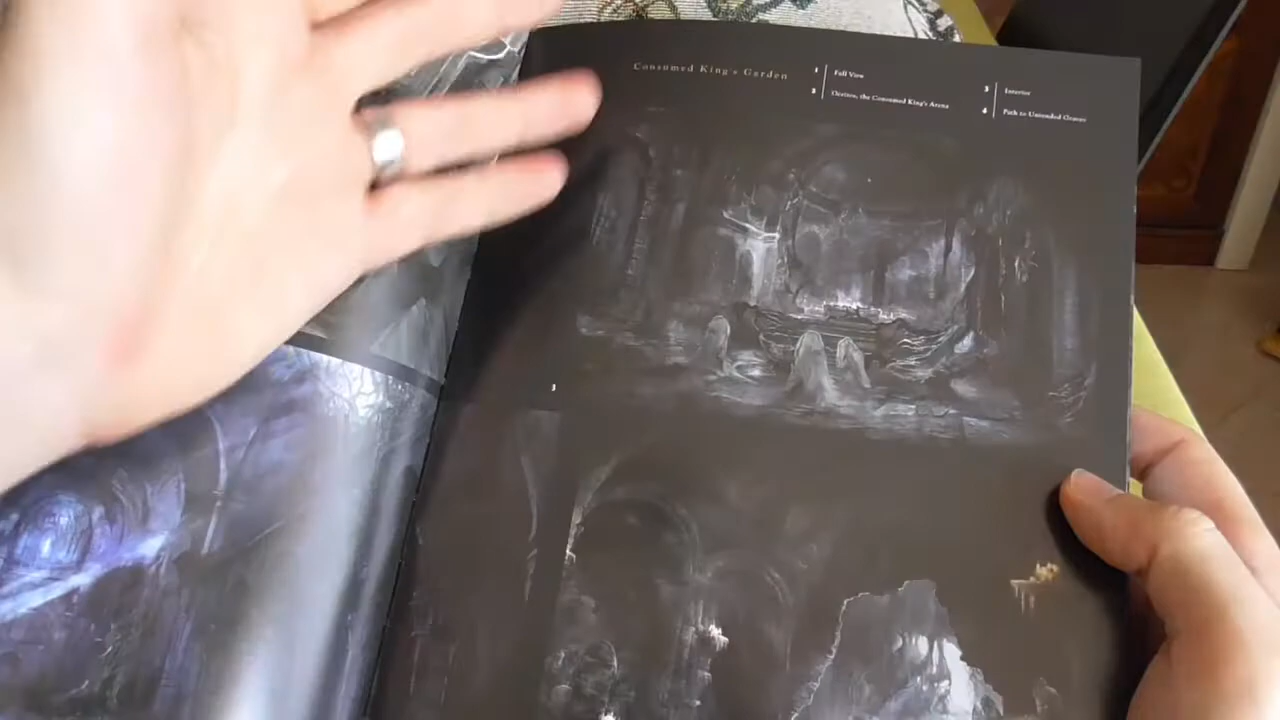 Consumed King's Garden
1 Full View
2 Oceiros, the Consumed King's Arena
3 Interior
4 Path to Untended Graves
3